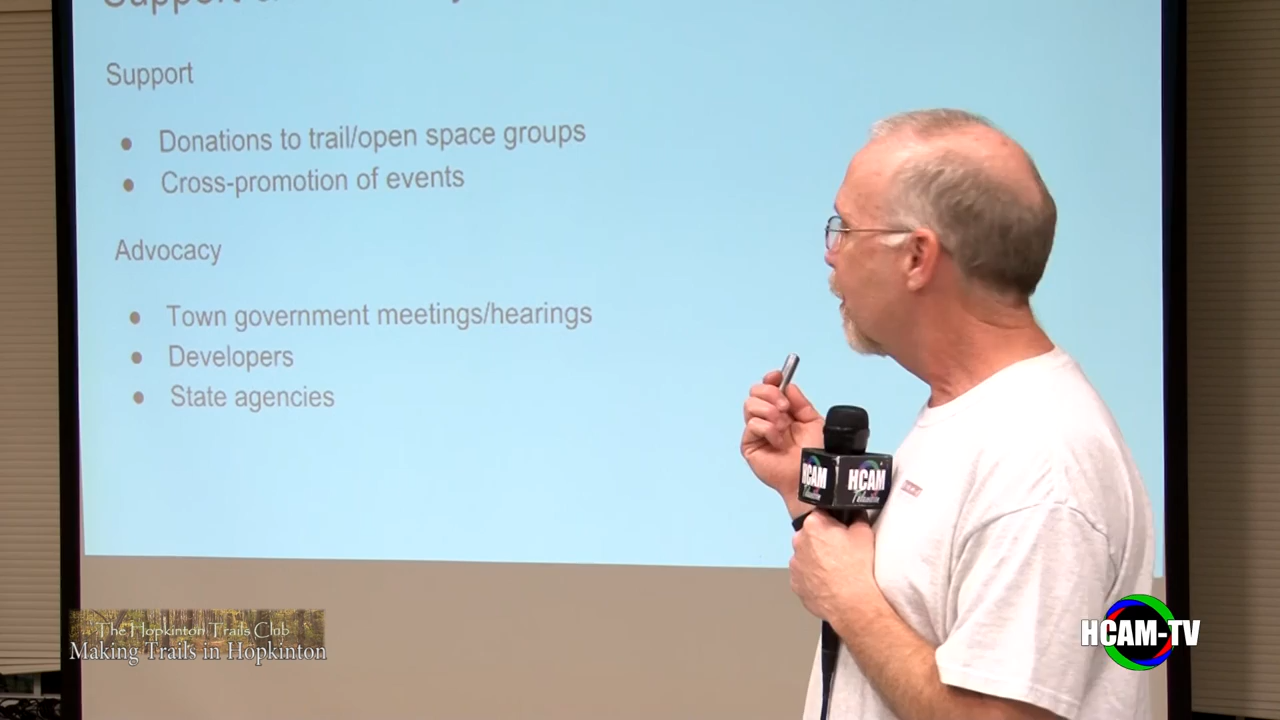 Support
Support
● Donations to trail/open space groups
● Cross-promotion of events
Advocacy
● Town government meetings/hearings
● Developers
● State agencies
HCAM
HCAM
The Hopkinton Trails Club
Making Trails in Hopkinton
HCAM-TV